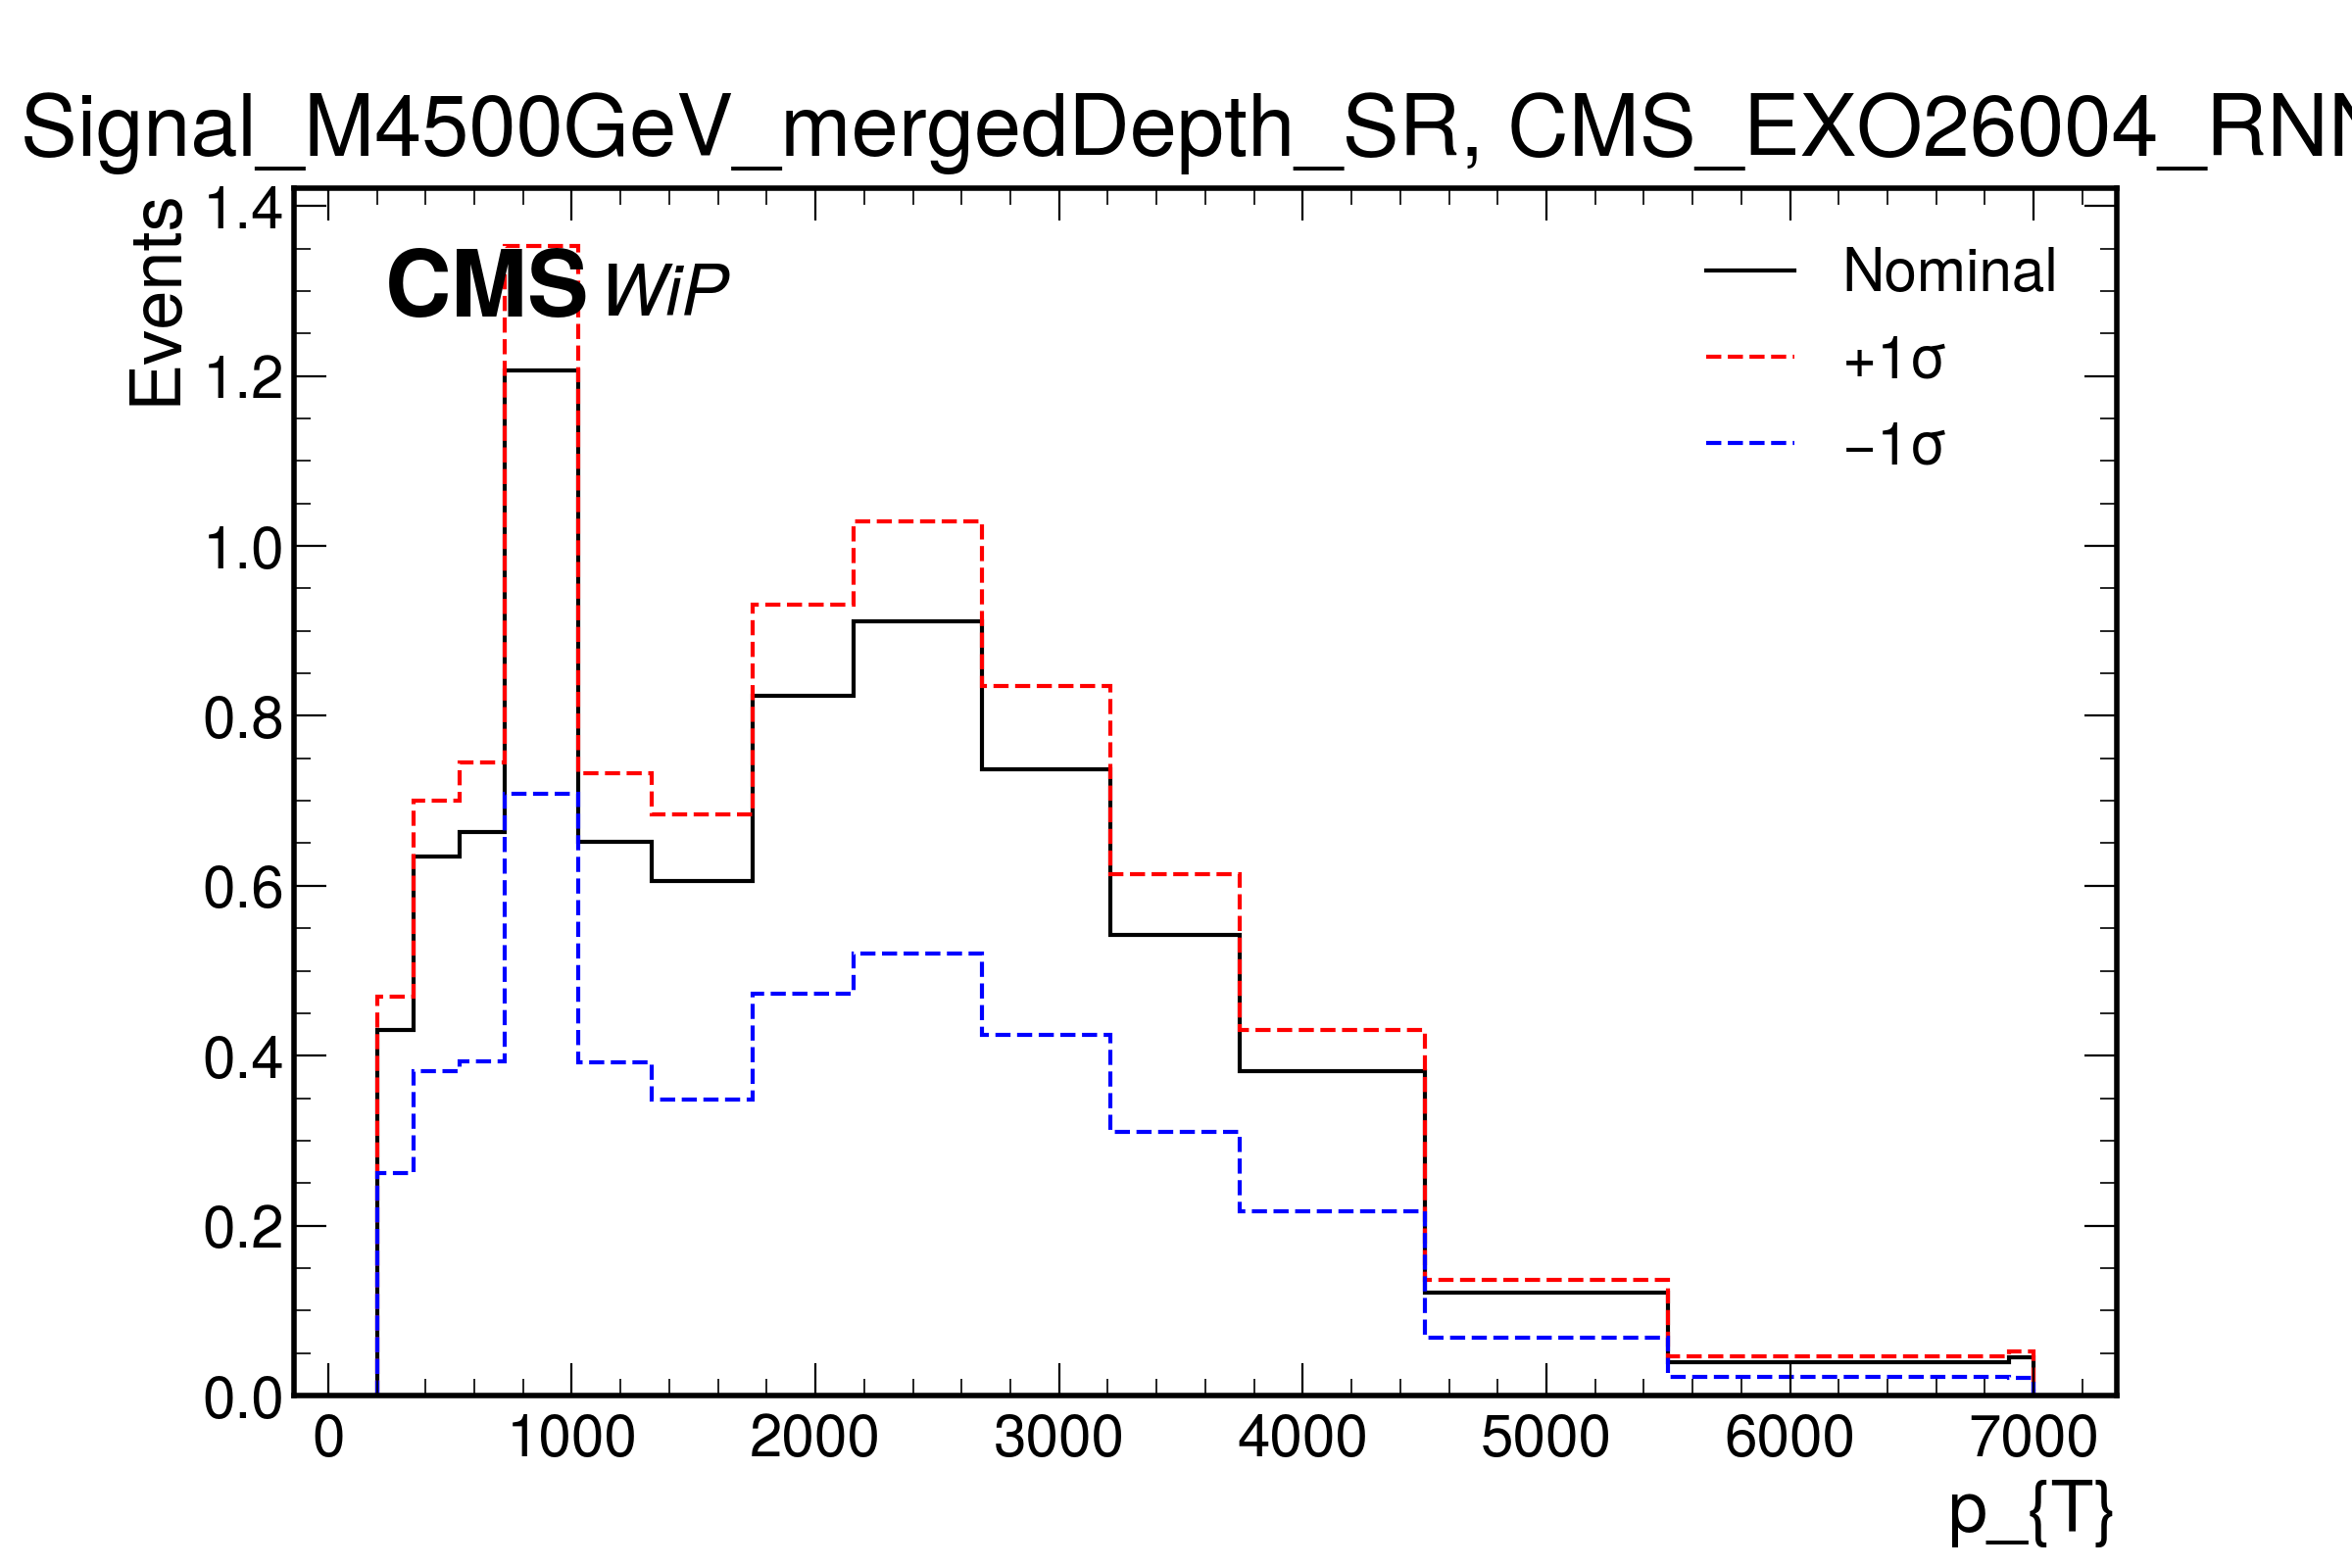 Signal_M4500GeV_mergedDepth_SR, CMS_EXO26004_RNN
Events
1.4
1.2
1.0
0.8
0.6
0.4
0.2
0.0
CMS WiP
Nominal
+1σ
−1σ
0 1000 2000 3000 4000 5000 6000 7000
p_{T}